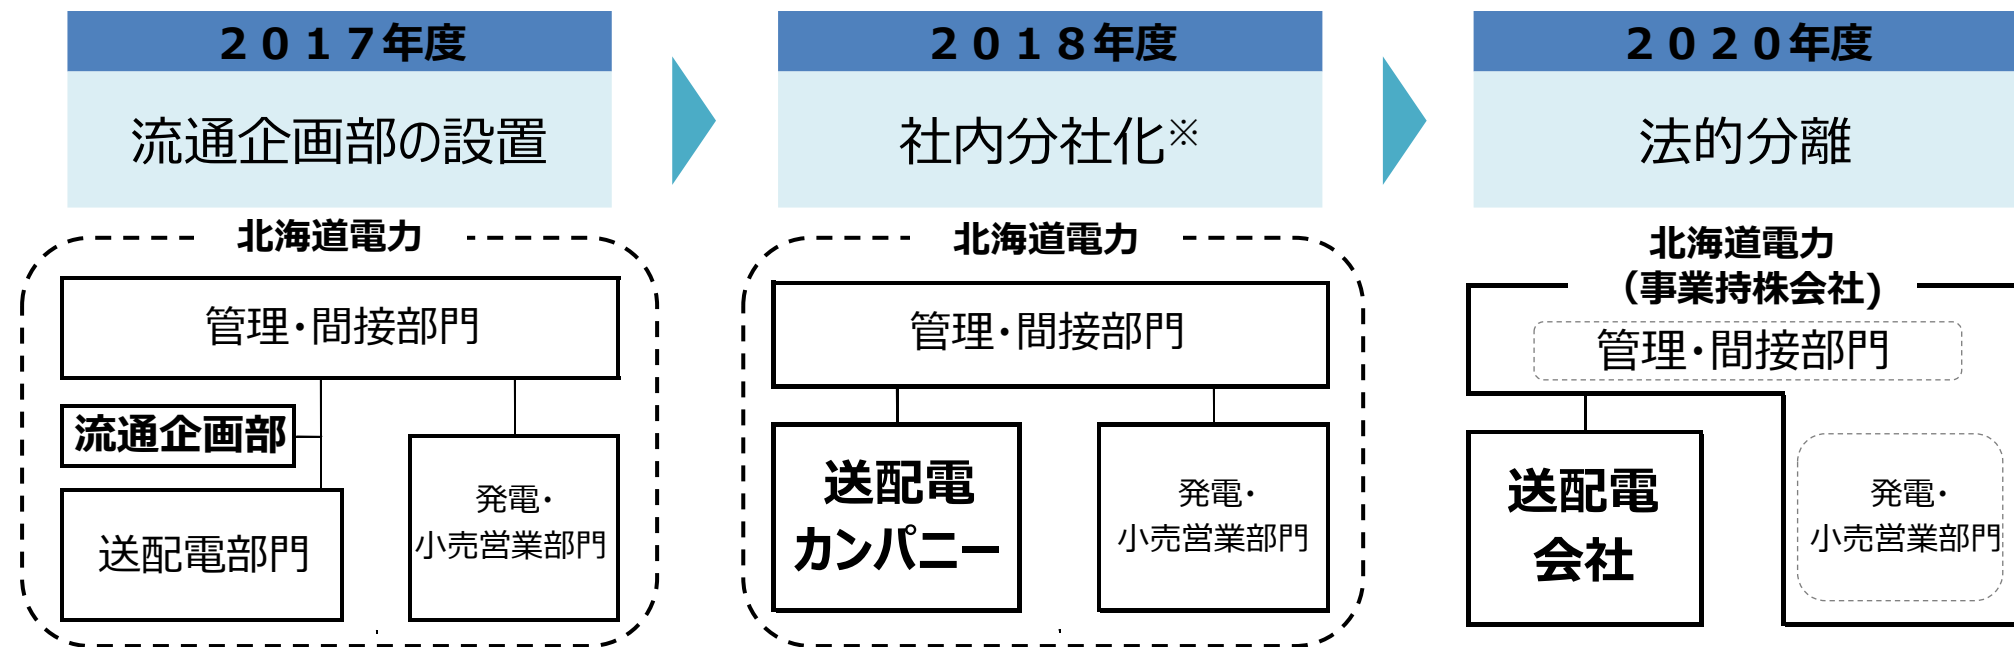 ２０１７年度
流通企画部の設置
北海道電力
管理・間接部門
流通企画部
送配電部門
発電・
小売営業部門
２０１８年度
社内分社化※
北海道電力
管理・間接部門
送配電
カンパニー
発電・
小売営業部門
２０２０年度
法的分離
北海道電力
（事業持株会社)
管理・間接部門
送配電
会社
発電・
小売営業部門